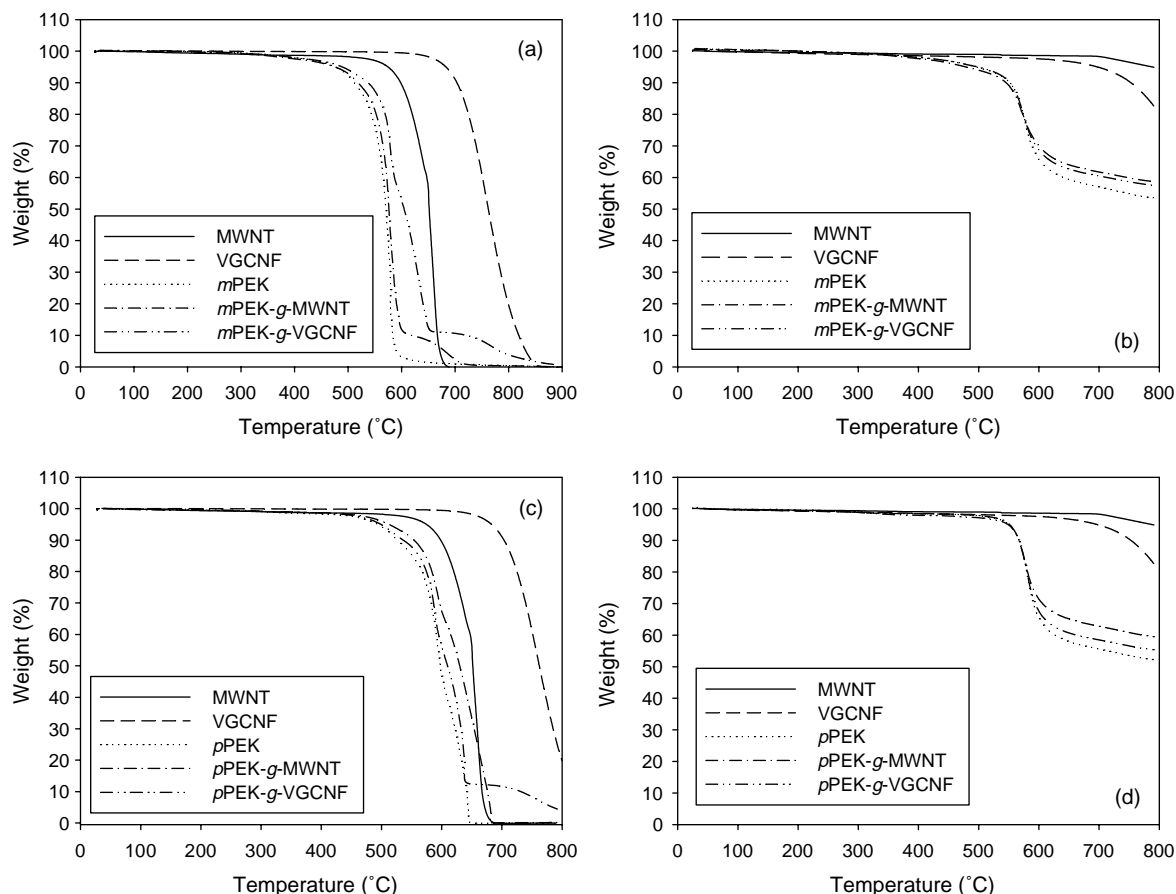 110
100
90
80
70
60
50
40
30
20
10
0
Weight (%)
(a)
MWNT
VGCNF
mPEK
mPEK-g-MWNT
mPEK-g-VGCNF
0 100 200 300 400 500 600 700 800 900
Temperature (˚C)
110
100
90
80
70
60
50
40
30
20
10
0
Weight (%)
MWNT
VGCNF
mPEK
mPEK-g-MWNT
mPEK-g-VGCNF
(b)
0 100 200 300 400 500 600 700 800
Temperature (˚C)
110
100
90
80
70
60
50
40
30
20
10
0
Weight (%)
(c)
MWNT
VGCNF
pPEK
pPEK-g-MWNT
pPEK-g-VGCNF
0 100 200 300 400 500 600 700 800
Temperature (˚C)
110
100
90
80
70
60
50
40
30
20
10
0
Weight (%)
MWNT
VGCNF
pPEK
pPEK-g-MWNT
pPEK-g-VGCNF
(d)
0 100 200 300 400 500 600 700 800
Temperature (˚C)